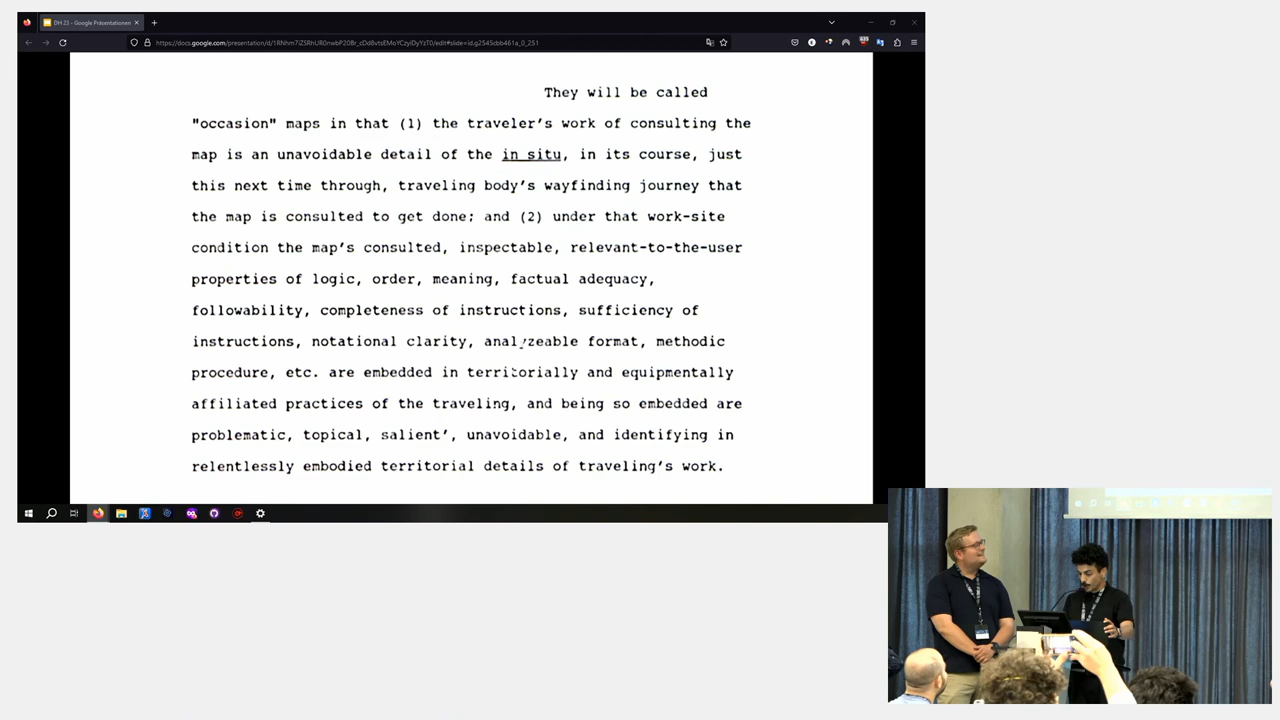 DH 23 - Google Präsentationen
They will be called
"occasion" maps in that (1) the traveler's work of consulting the
map is an unavoidable detail of the in situ, in its course, just
this next time through, traveling body's wayfinding journey that
the map is consulted to get done; and (2) under that work-site
condition the map's consulted, inspectable, relevant-to-the-user
properties of logic, order, meaning, factual adequacy,
followability, completeness of instructions, sufficiency of
instructions, notational clarity, analyzeable format, methodic
procedure, etc. are embedded in territorially and equipmentally
affiliated practices of the traveling, and being so embedded are
problematic, topical, salient', unavoidable, and identifying in
relentlessly embodied territorial details of traveling's work.